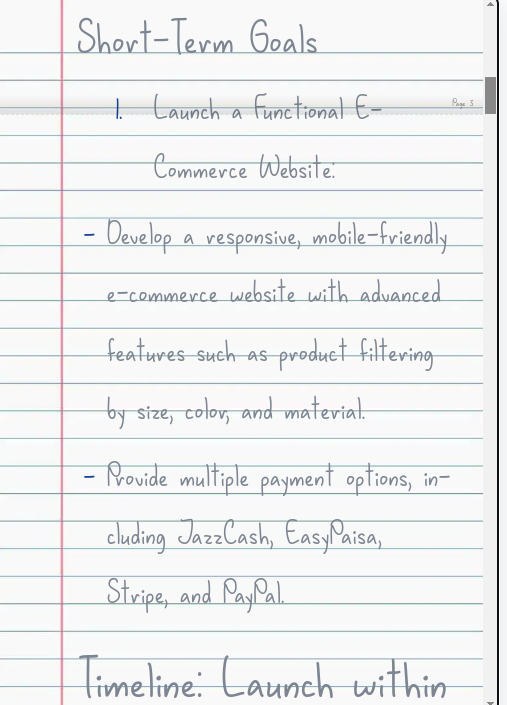 Short-Term Goals
Page 3
1. Launch a Functional E-
Commerce Website:
- Develop a responsive, mobile-friendly
e-commerce website with advanced
features such as product filtering
by size, color, and material.
- Provide multiple payment options, in-
cluding JazzCash, EasyPaisa,
Stripe, and PayPal.
Timeline: Launch within